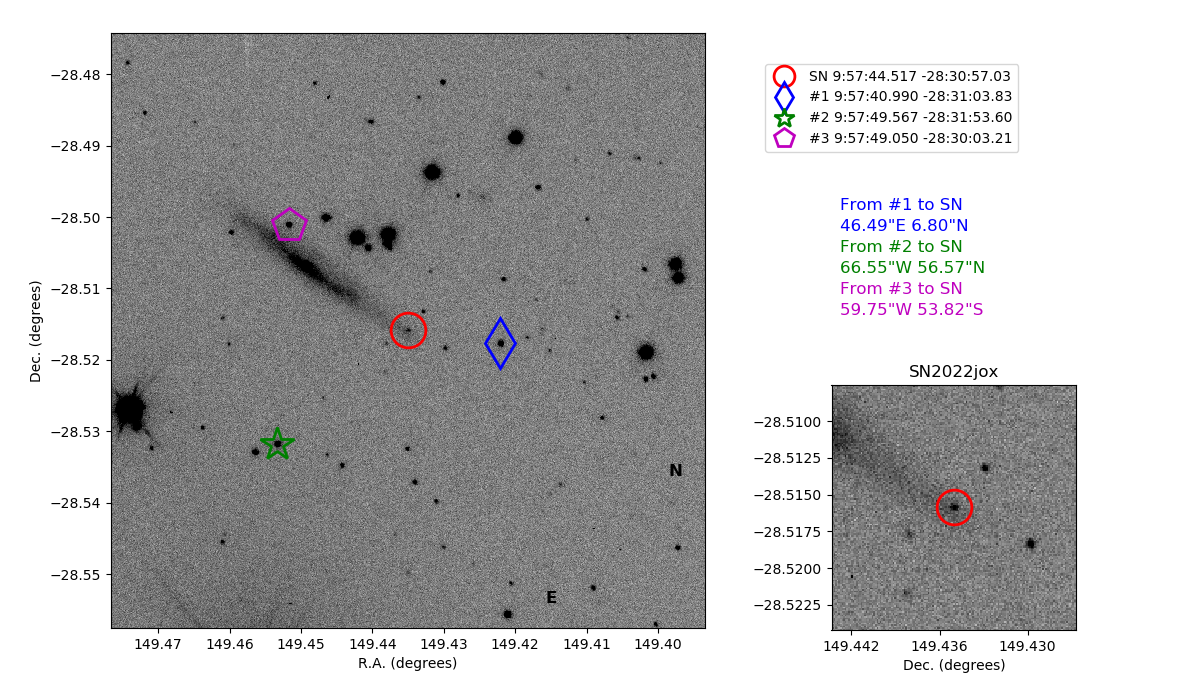 SN 9:57:44.517 -28:30:57.03
#1 9:57:40.990 -28:31:03.83
#2 9:57:49.567 -28:31:53.60
#3 9:57:49.050 -28:30:03.21
From #1 to SN
46.49"E 6.80"N
From #2 to SN
66.55"W 56.57"N
From #3 to SN
59.75"W 53.82"S
−28.48
−28.49
−28.50
−28.51
−28.52
−28.53
−28.54
−28.55
Dec. (degrees)
N
E
149.47 149.46 149.45 149.44 149.43 149.42 149.41 149.40
R.A. (degrees)
SN2022jox
−28.5100
−28.5125
−28.5150
−28.5175
−28.5200
−28.5225
149.442 149.436 149.430
Dec. (degrees)